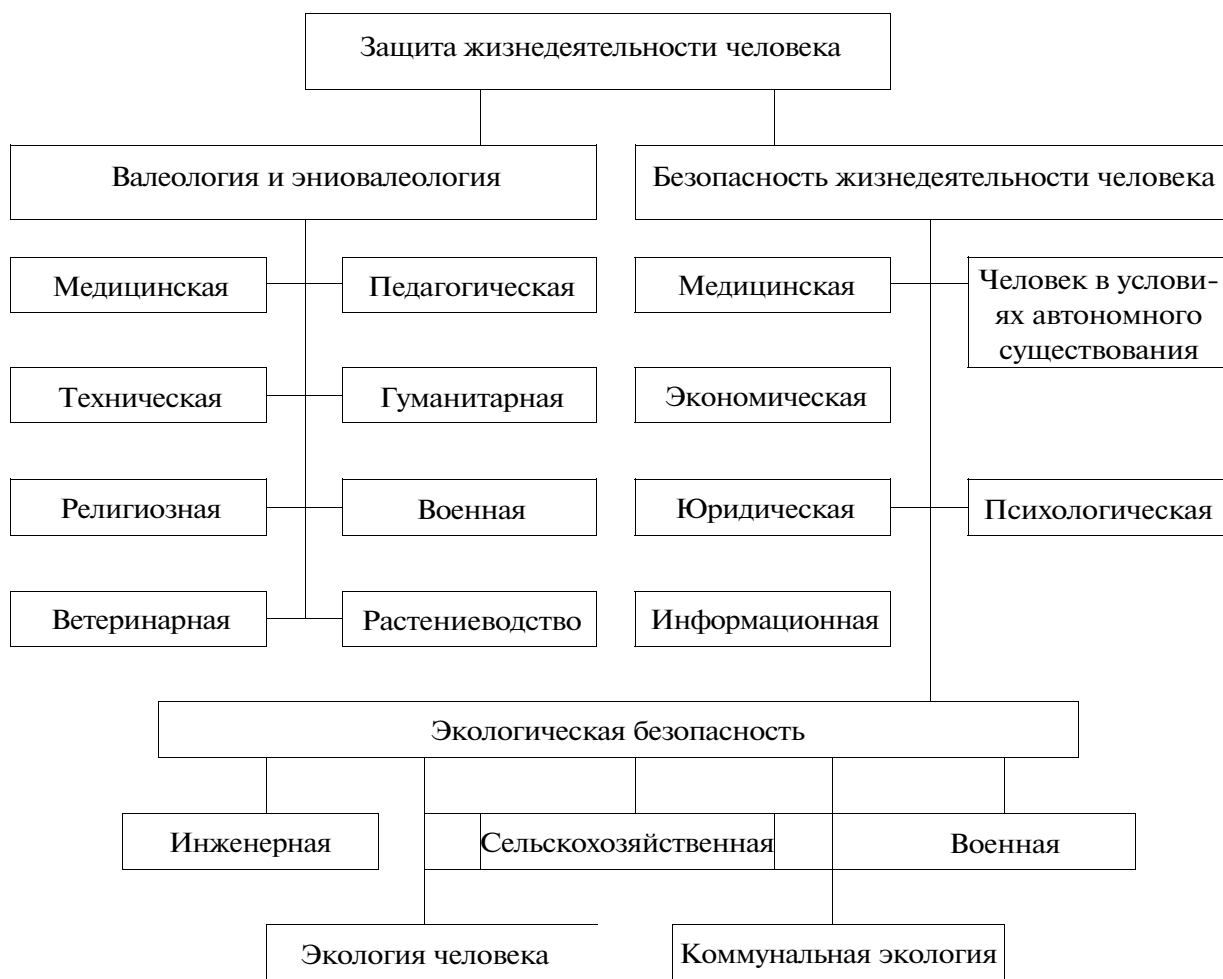 Защита жизнедеятельности человека
Валеология и эниовалеология
Безопасность жизнедеятельности человека
Медицинская
Педагогическая
Медицинская
Человек в услови-
ях автономного
существования
Техническая
Гуманитарная
Экономическая
Религиозная
Военная
Юридическая
Психологическая
Ветеринарная
Растениеводство
Информационная
Экологическая безопасность
Инженерная
Сельскохозяйственная
Военная
Экология человека
Коммунальная экология